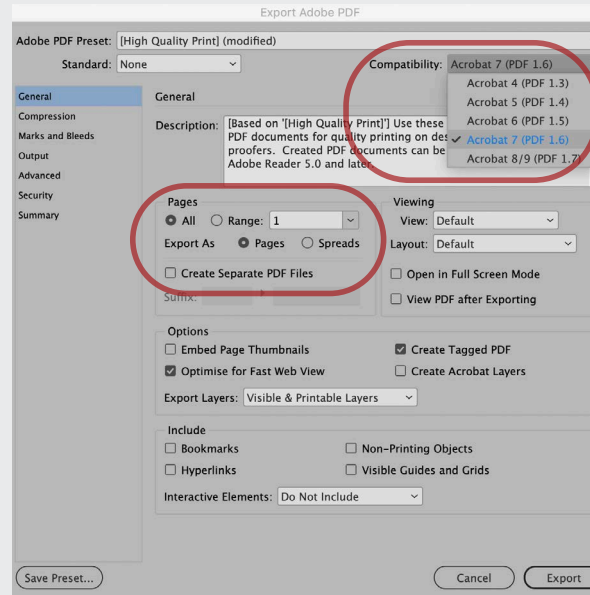 Export Adobe PDF
Adobe PDF Preset: [High Quality Print] (modified)
Standard: None
Compatibility: Acrobat 7 (PDF 1.6)
Acrobat 4 (PDF 1.3)
Acrobat 5 (PDF 1.4)
Acrobat 6 (PDF 1.5)
Acrobat 7 (PDF 1.6)
Acrobat 8/9 (PDF 1.7)
General
Compression
Marks and Bleeds
Output
Advanced
Security
Summary
General
Description: [Based on '[High Quality Print]'] Use these
PDF documents for quality printing on des
proofers. Created PDF documents can be
Adobe Reader 5.0 and later.
Pages
All Range: 1
Export As Pages Spreads
Create Separate PDF Files
Suffix:
Viewing
View: Default
Layout: Default
Open in Full Screen Mode
View PDF after Exporting
Options
Embed Page Thumbnails Create Tagged PDF
Optimise for Fast Web View Create Acrobat Layers
Export Layers: Visible & Printable Layers
Include
Bookmarks Non-Printing Objects
Hyperlinks Visible Guides and Grids
Interactive Elements: Do Not Include
Save Preset... Cancel Export